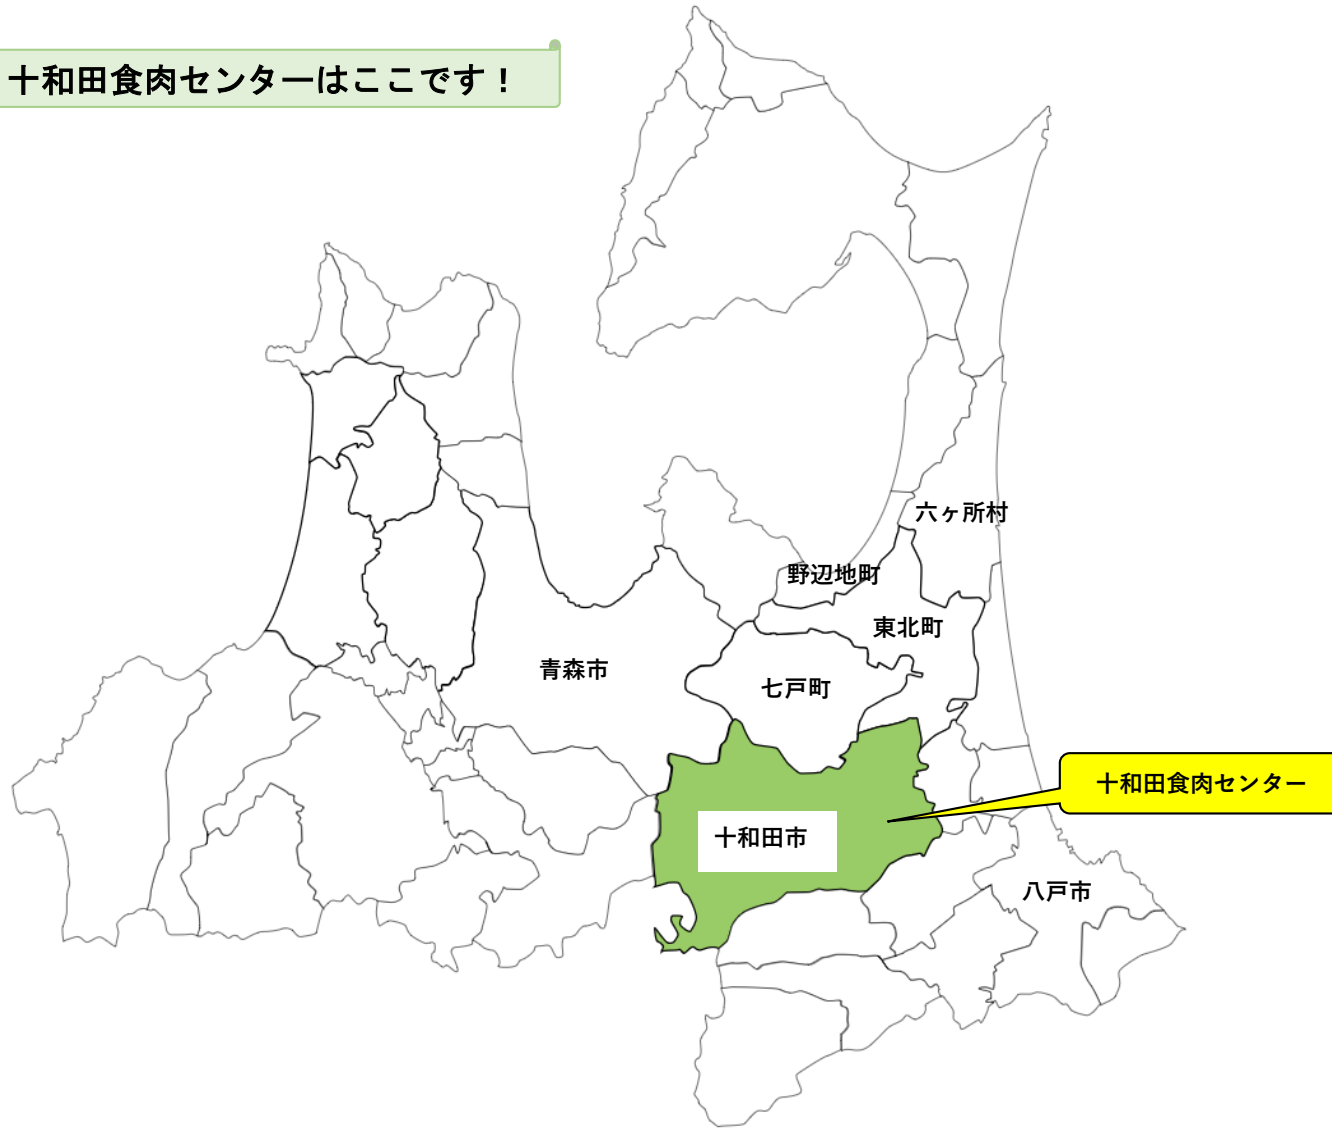 十和田食肉センターはここです！
六ヶ所村
野辺地町
東北町
青森市
七戸町
十和田食肉センター
十和田市
八戸市